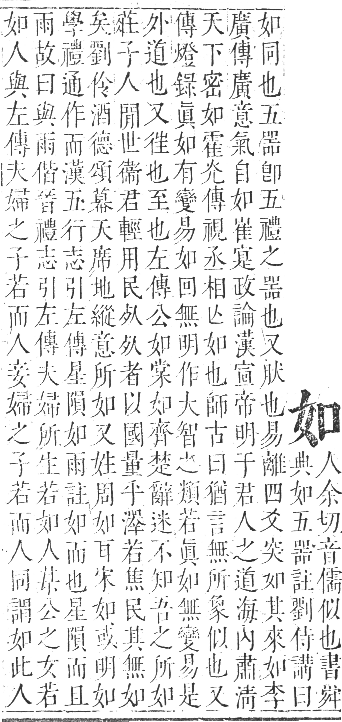 如
人余切音儒似也書舜
典如五器註劉侍講曰
如同也五器卽五禮之器也又狀也易離四爻突如其來如李
廣傳廣意氣自如崔寔政論漢宣帝明于君人之道海內肅淸
天下密如霍光傳視丞相亾如也師古曰猶言無所象似也又
傳燈錄眞如有變易如回無明作大智之類若眞如無變易是
外道也又徃也至也左傳公如棠如齊楚辭迷不知吾之所如
莊子人閒世衞君輕用民死死者以國量乎澤若焦民其無如
矣劉伶酒德頌幕天席地縱意所如又姓周如耳宋如或明如
學禮通作而漢五行志引左傳星隕如雨註如而也星隕而且
雨故曰與雨偕晉禮志引左傳夫婦所生若如人某公之女若
如人與左傳夫婦之子若而人妾婦之子若而人同謂如此人